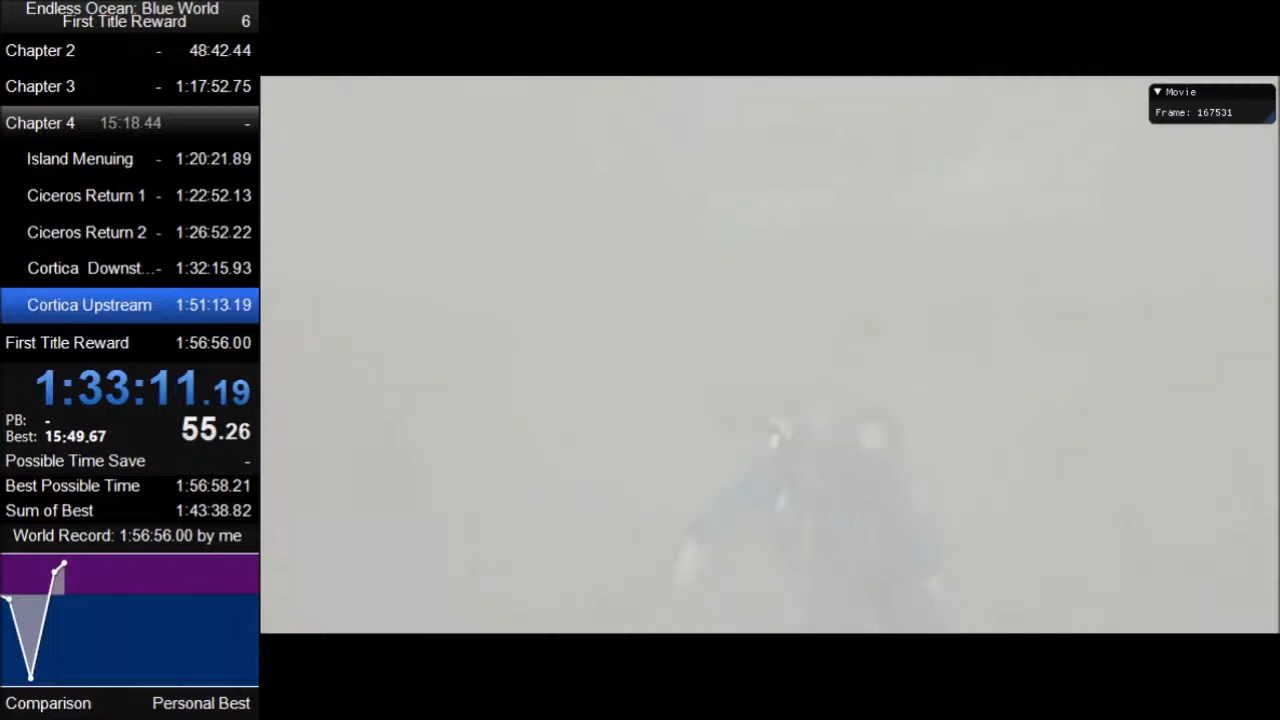 Endless Ocean: Blue World
First Title Reward 6
Chapter 2 - 48:42.44
Chapter 3 - 1:17:52.75
Chapter 4 15:18.44 -
Island Menuing - 1:20:21.89
Ciceros Return 1 - 1:22:52.13
Ciceros Return 2 - 1:26:52.22
Cortica Downst...- 1:32:15.93
Cortica Upstream 1:51:13.19
First Title Reward 1:56:56.00
1:33:11.19
PB: -
Best: 15:49.67 55.26
Possible Time Save -
Best Possible Time 1:56:58.21
Sum of Best 1:43:38.82
World Record: 1:56:56.00 by me
Comparison Personal Best
▼ Movie
Frame: 167531